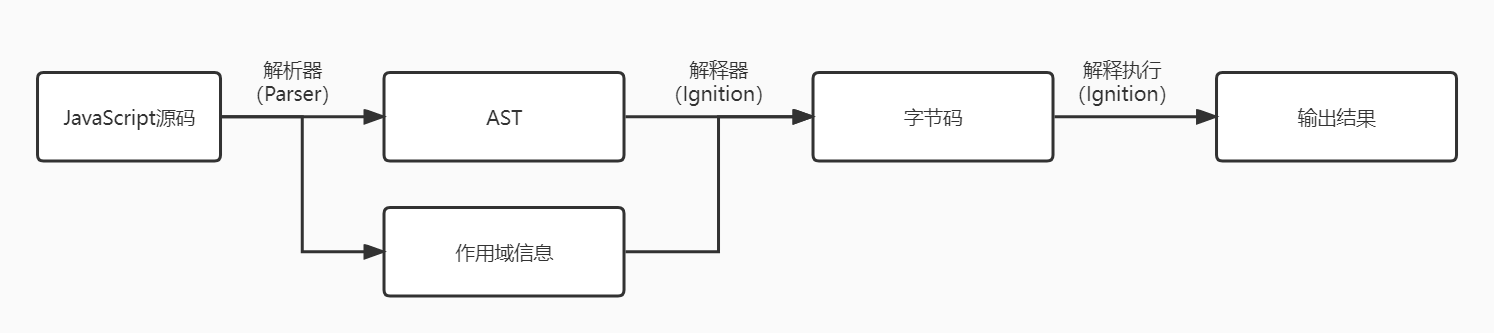 解析器
(Parser)
解释器
(Ignition)
解释执行
(Ignition)
JavaScript源码
AST
字节码
输出结果
作用域信息